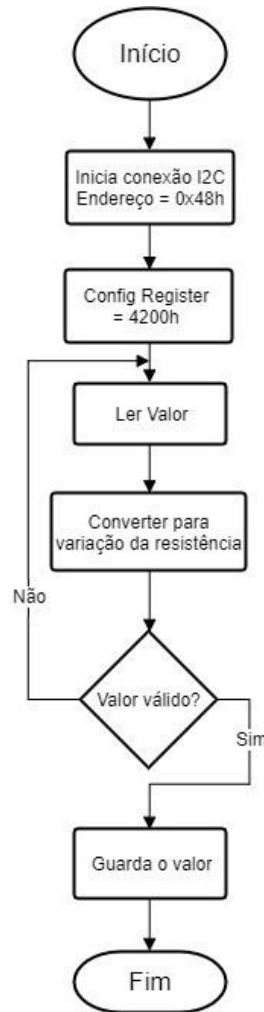 Início
Inicia conexão I2C
Endereço = 0x48h
Config Register
= 4200h
Ler Valor
Converter para
variação da resistência
Não
Valor válido?
Sim
Guarda o valor
Fim